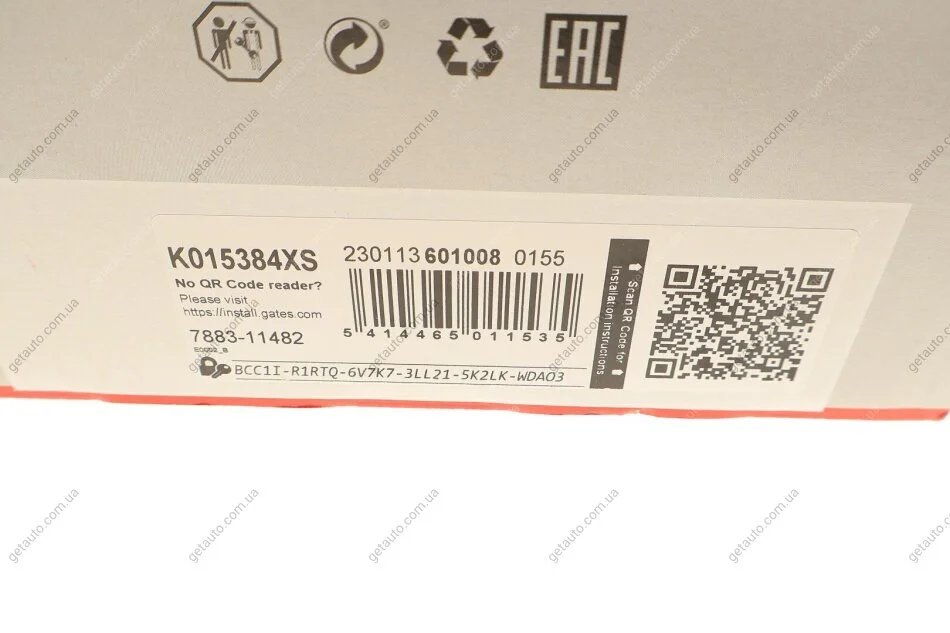 EAC
K015384XS
230113 601008 0155
No QR Code reader?
Please visit
https://install.gates.com
5 414465 011535
7883-11482
E0002_B
BCC1I-R1RTQ-6V7K7-3LL21-5K2LK-WDAO3
Scan QR Code for
installation instructions
getauto.com.ua